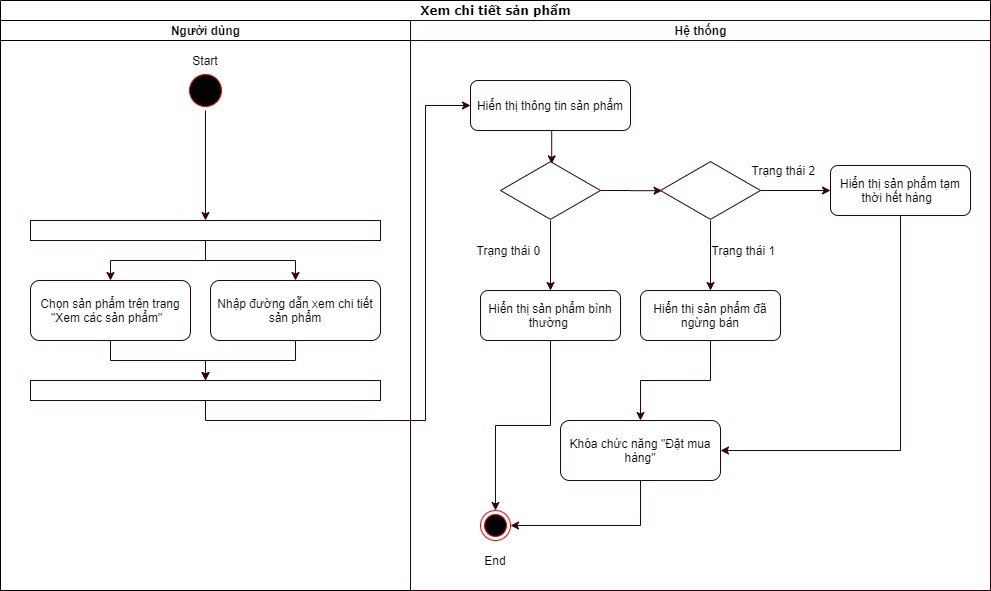 Xem chi tiết sản phẩm
Người dùng
Hệ thống
Start
Hiển thị thông tin sản phẩm
Trạng thái 2
Hiển thị sản phẩm tạm
thời hết hàng
Trạng thái 0
Trạng thái 1
Chọn sản phẩm trên trang
"Xem các sản phẩm"
Nhập đường dẫn xem chi tiết
sản phẩm
Hiển thị sản phẩm bình
thường
Hiển thị sản phẩm đã
ngừng bán
Khóa chức năng "Đặt mua
hàng"
End